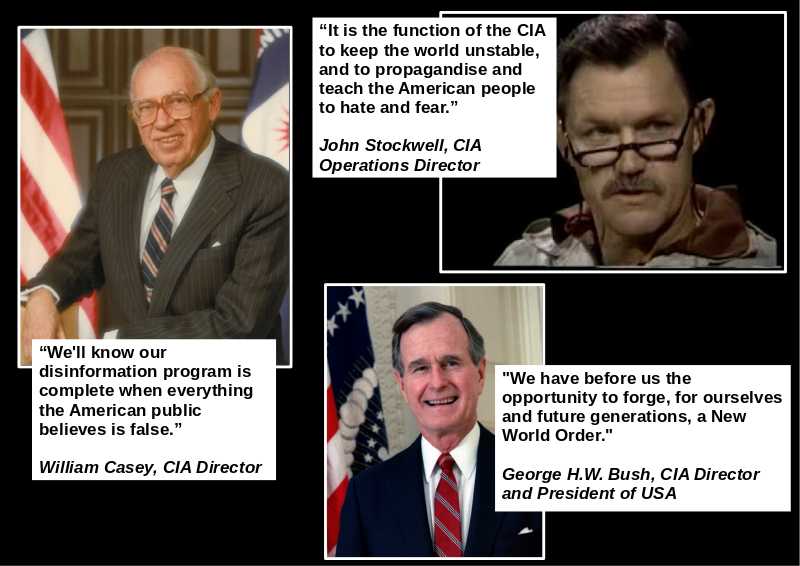 “It is the function of the CIA
to keep the world unstable,
and to propagandise and
teach the American people
to hate and fear.”
John Stockwell, CIA
Operations Director
“We'll know our
disinformation program is
complete when everything
the American public
believes is false.”
William Casey, CIA Director
"We have before us the
opportunity to forge, for ourselves
and future generations, a New
World Order."
George H.W. Bush, CIA Director
and President of USA